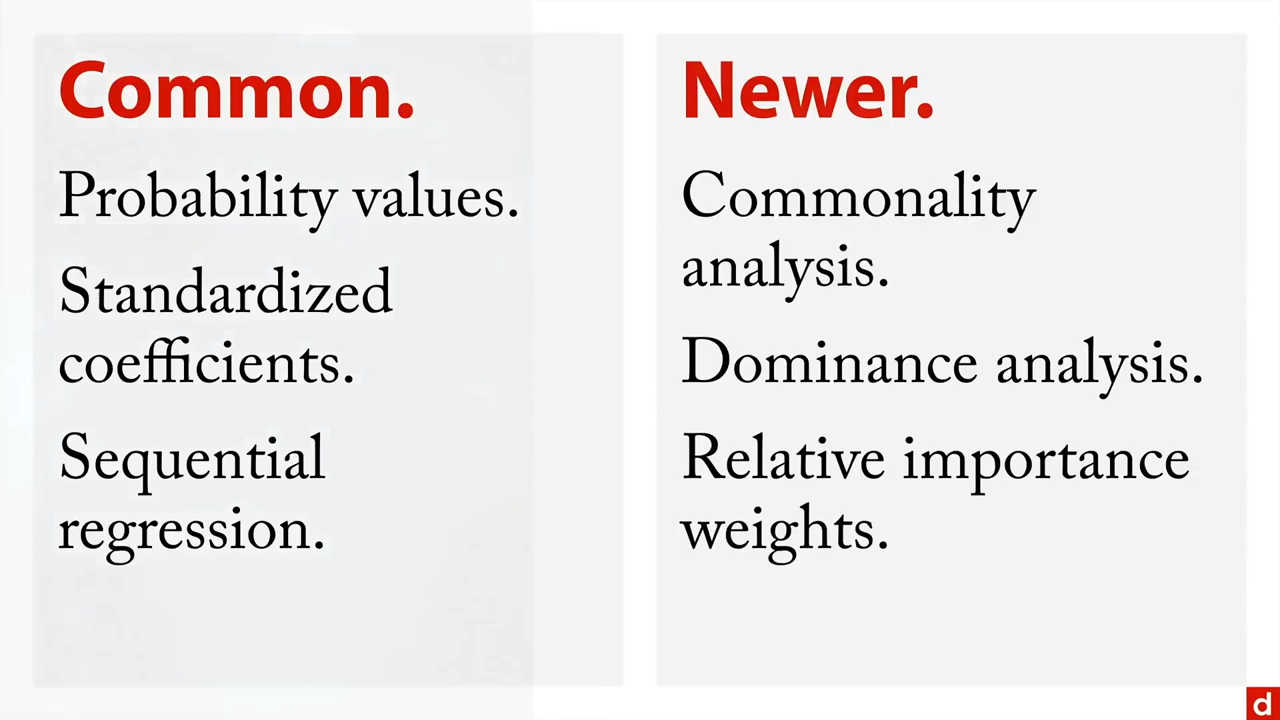 Common.
Probability values.
Standardized
coefficients.
Sequential
regression.
Newer.
Commonality
analysis.
Dominance analysis.
Relative importance
weights.
d